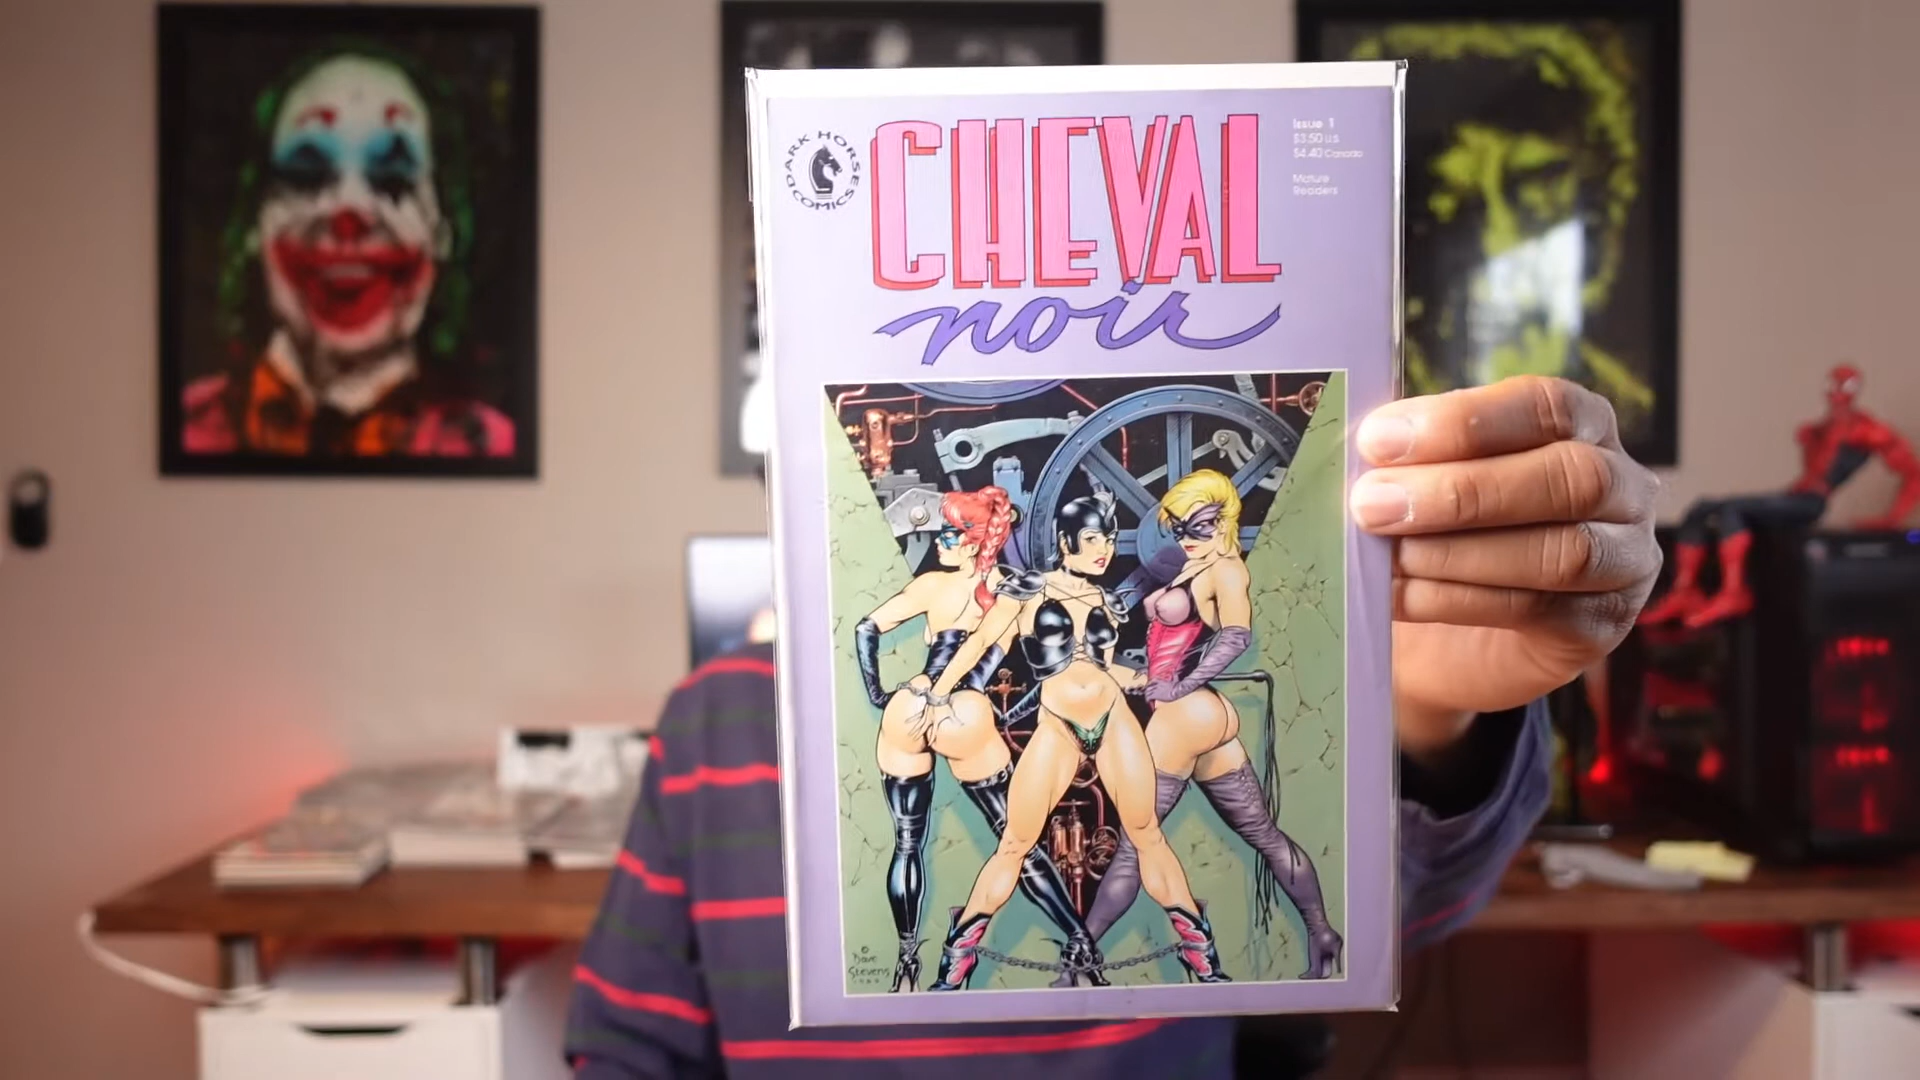 DARK HORSE COMICS
CHEVAL
noir
Issue 1
$3.50 U.S.
$4.40 Canada
Mature
Readers
© Dave
Stevens